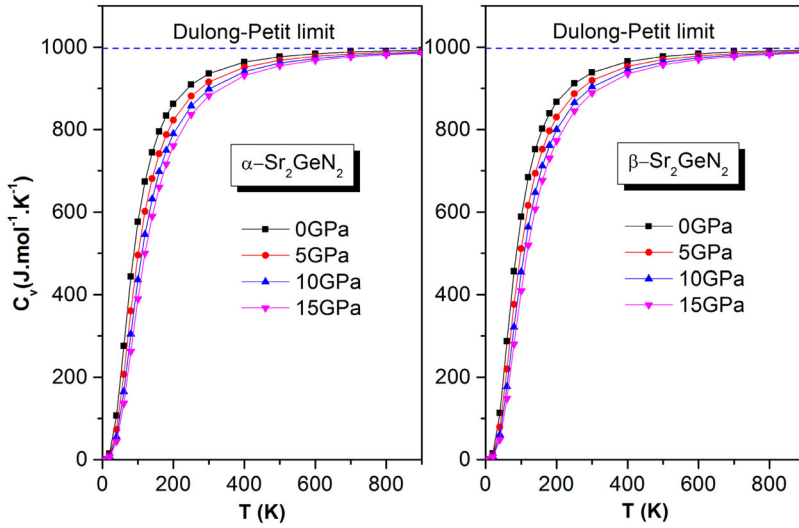 Dulong-Petit limit
1000
800
600
400
200
0
C_v(J.mol⁻¹.K⁻¹)
α–Sr₂GeN₂
0GPa
5GPa
10GPa
15GPa
0 200 400 600 800
T (K)
Dulong-Petit limit
1000
800
600
400
200
0
β–Sr₂GeN₂
0GPa
5GPa
10GPa
15GPa
0 200 400 600 800
T (K)